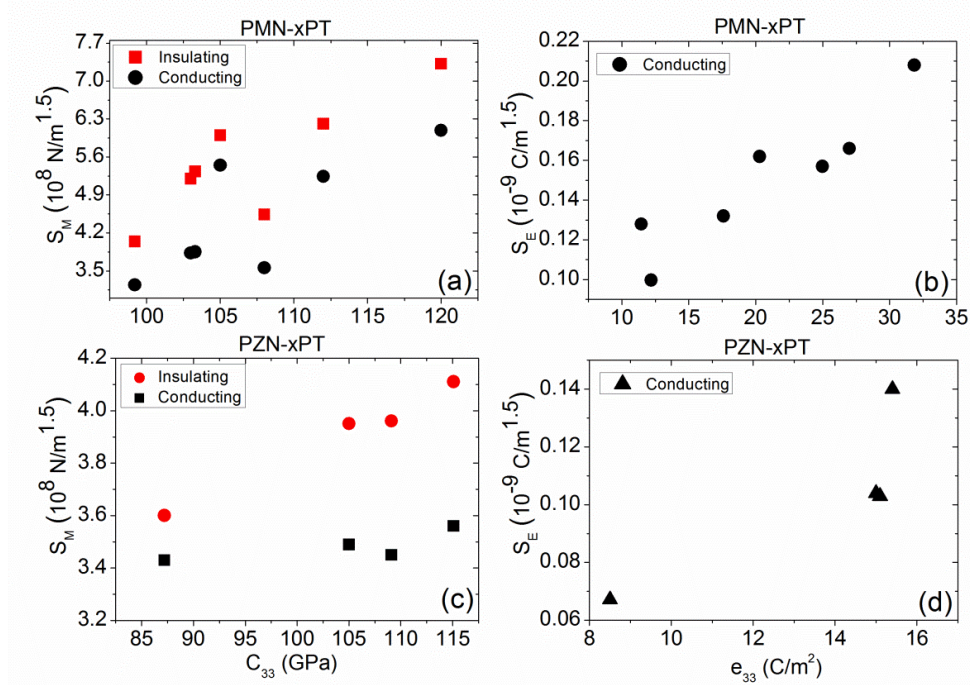 PMN-xPT
7.7
7.0
6.3
5.6
4.9
4.2
3.5
S_M (10^8 N/m^1.5)
Insulating
Conducting
(a)
100 105 110 115 120
PMN-xPT
0.22
0.20
0.18
0.16
0.14
0.12
0.10
S_E (10^-9 C/m^1.5)
Conducting
(b)
10 15 20 25 30 35
PZN-xPT
4.2
4.0
3.8
3.6
3.4
3.2
S_M (10^8 N/m^1.5)
Insulating
Conducting
(c)
85 90 95 100 105 110 115
C_33 (GPa)
PZN-xPT
0.14
0.12
0.10
0.08
0.06
S_E (10^-9 C/m^1.5)
Conducting
(d)
8 10 12 14 16
e_33 (C/m^2)